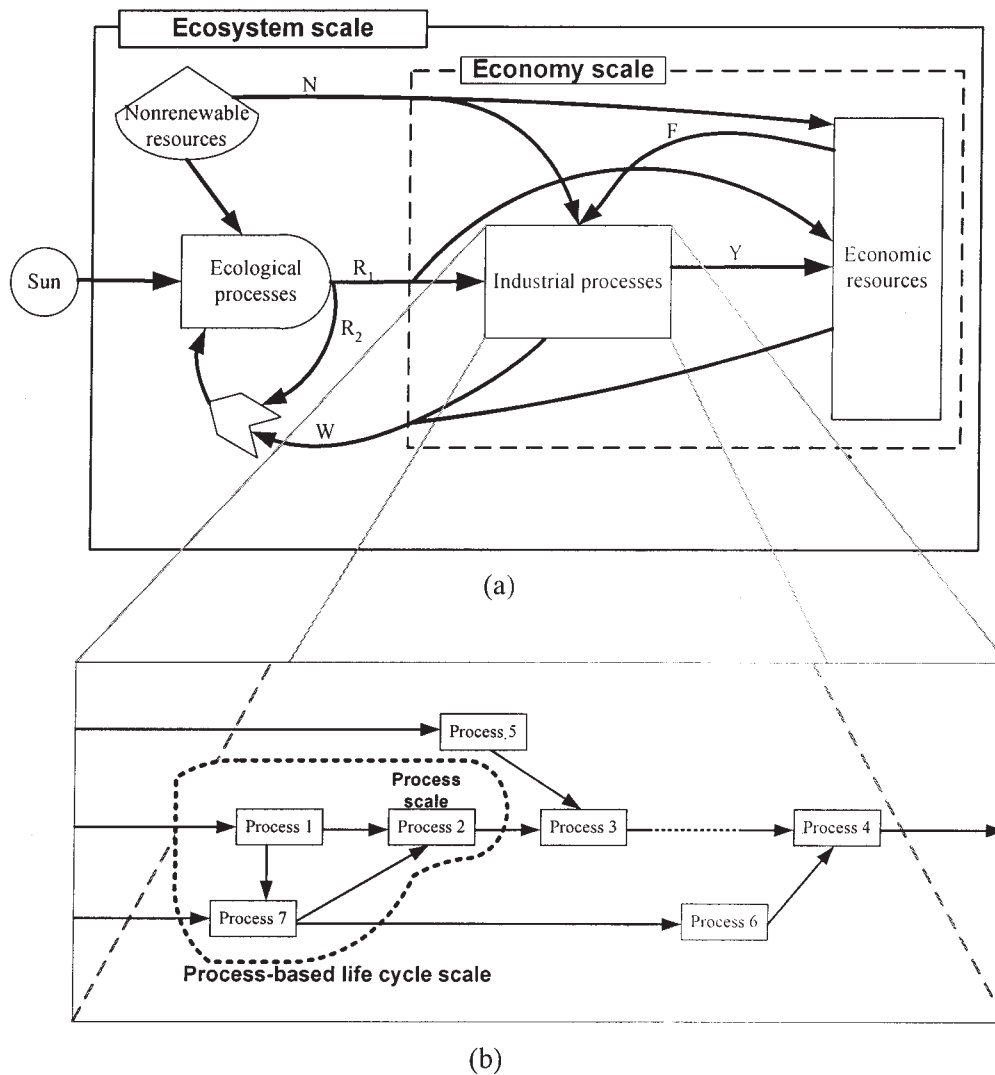 Ecosystem scale
Economy scale
N
Nonrenewable
resources
F
Sun
Ecological
processes
R1
Industrial processes
Y
Economic
resources
R2
W
(a)
Process 5
Process
scale
Process 1
Process 2
Process 3
Process 4
Process 7
Process 6
Process-based life cycle scale
(b)